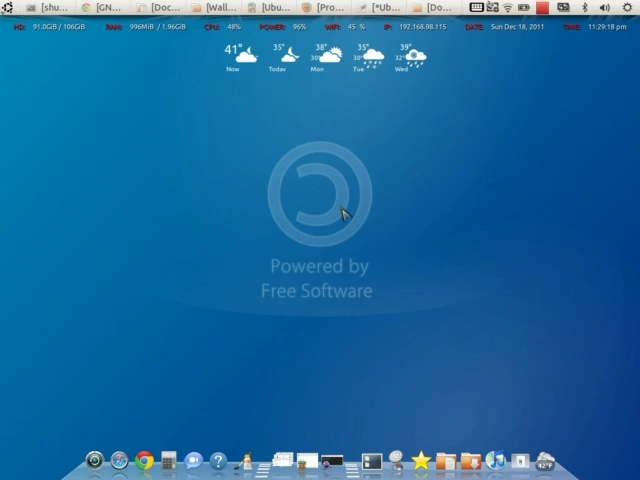 [shu... [GN... [Doc... [Wall... [Ubu... [Pro... [*Ub... [Do...
HD: 91.0GiB / 106GiB RAM: 996MiB / 1.96GiB CPU: 48% POWER: 96% WIFI: 45 % IP: 192.168.98.115 DATE: Sun Dec 18, 2011 TIME: 11:29:18 pm
41° 35° 38° 35° 39°
30° 30° 32°
Now Today Mon Tue Wed
Powered by
Free Software
42°F